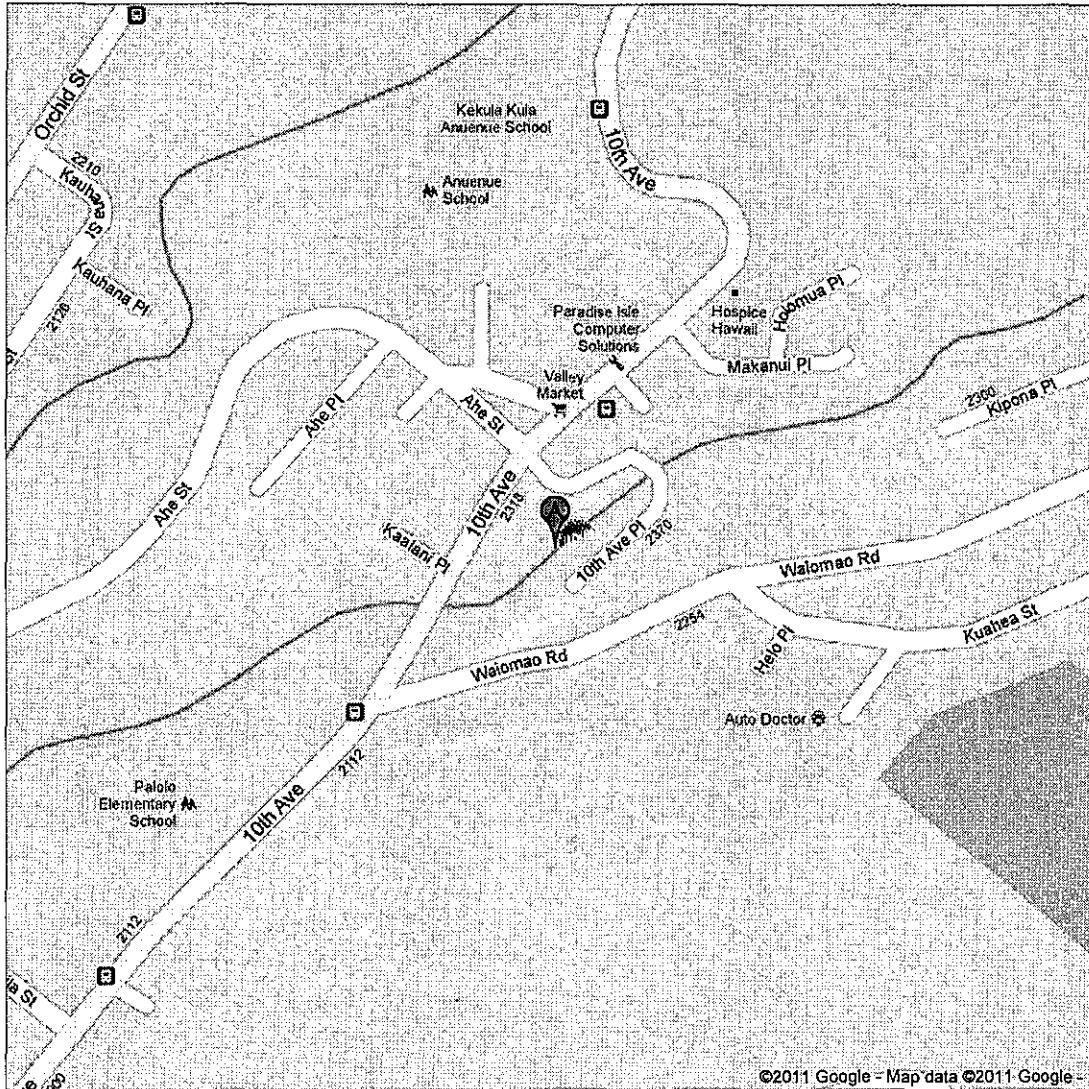 Orchid St
2210
Kauhana St
Kauhana Pl
2126
Kekula Kula
Anuenue School
Anuenue
School
10th Ave
Paradise Isle
Computer
Solutions
Hospice
Hawaii
Holomua Pl
Makanui Pl
Valley
Market
Ahe Pl
Ahe St
2300
Kipona Pl
Ahe St
10th Ave
2318
A
Kaalani Pl
10th Ave Pl
2370
Waiomao Rd
2254
Waiomao Rd
Helo Pl
Kuahea St
Auto Doctor
2112
Palolo
Elementary
School
10th Ave
2112
©2011 Google - Map data ©2011 Google -